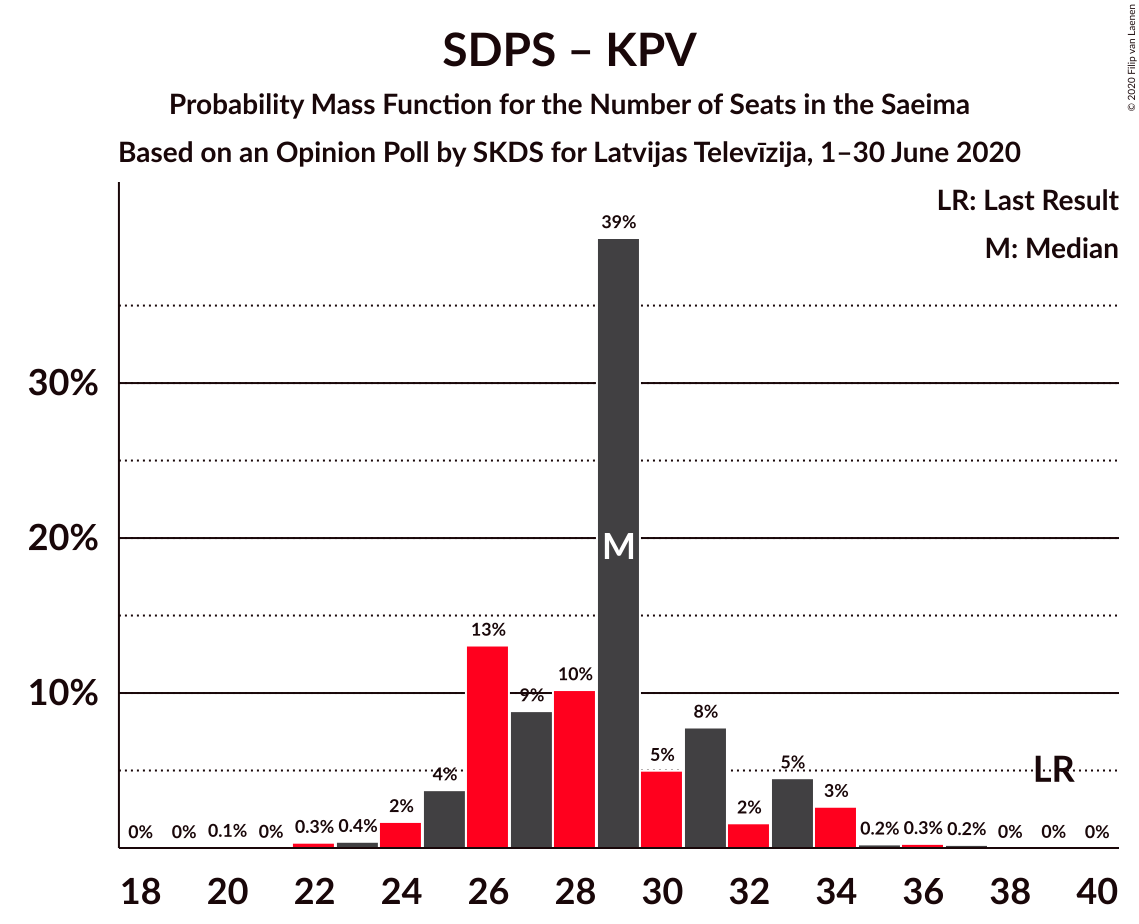 SDPS – KPV
Probability Mass Function for the Number of Seats in the Saeima
Based on an Opinion Poll by SKDS for Latvijas Televīzija, 1–30 June 2020
© 2020 Filip van Laenen
LR: Last Result
M: Median
30%
20%
10%
0%
0%
0.1%
0%
0.3%
0.4%
2%
4%
13%
9%
10%
39%
5%
8%
2%
5%
3%
0.2%
0.3%
0.2%
0%
0%
0%
M
LR
18 20 22 24 26 28 30 32 34 36 38 40